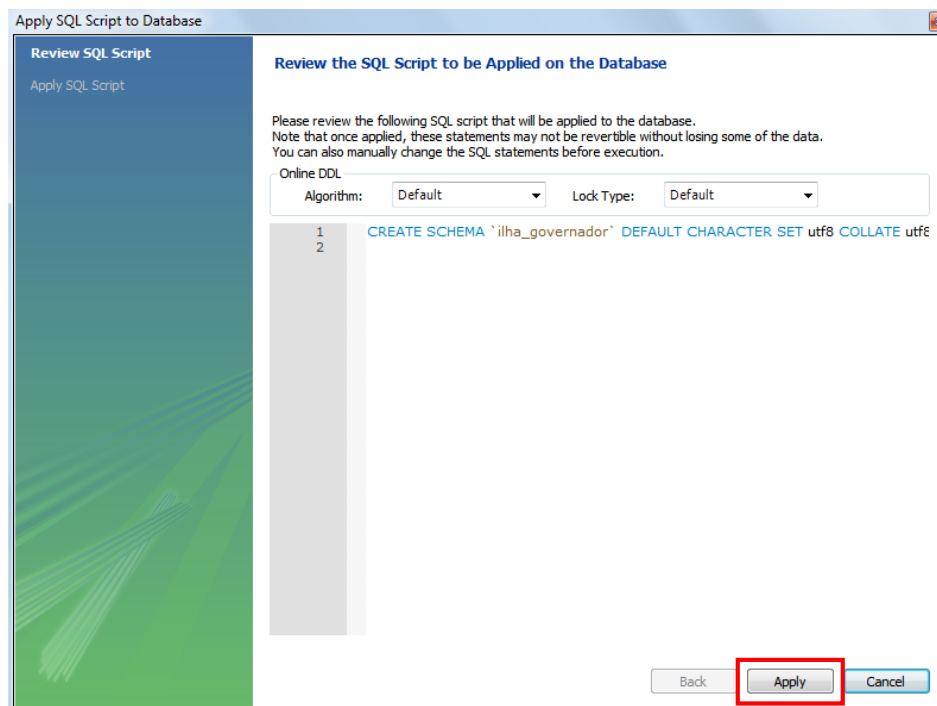 Apply SQL Script to Database
Review SQL Script
Apply SQL Script
Review the SQL Script to be Applied on the Database
Please review the following SQL script that will be applied to the database.
Note that once applied, these statements may not be revertible without losing some of the data.
You can also manually change the SQL statements before execution.
Online DDL
Algorithm: Default Lock Type: Default
1 CREATE SCHEMA `ilha_governador` DEFAULT CHARACTER SET utf8 COLLATE utf8
2
Back Apply Cancel